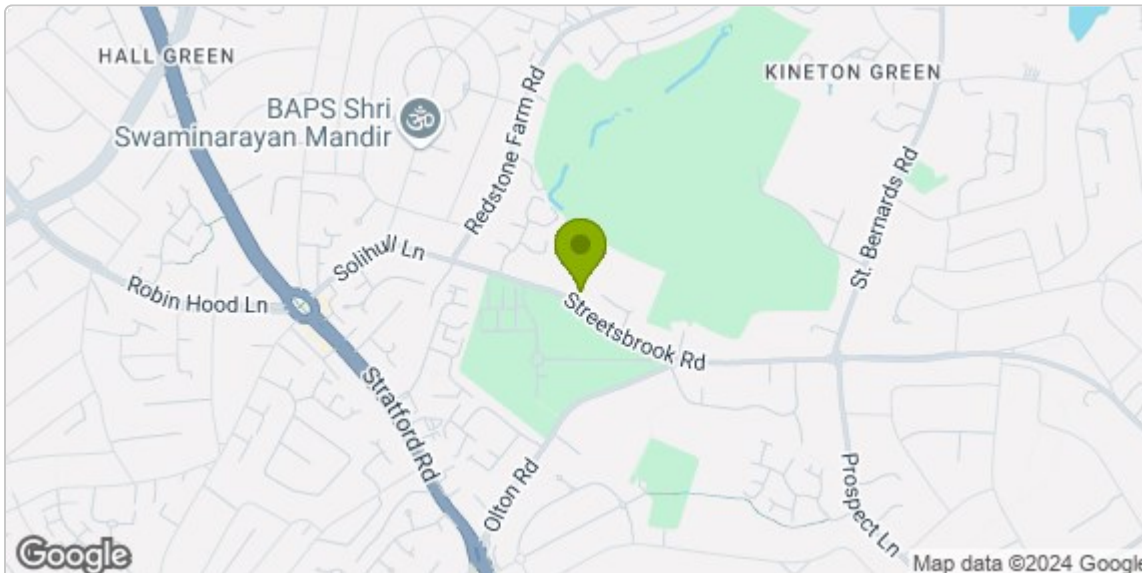 HALL GREEN
BAPS Shri
Swaminarayan Mandir
Redstone Farm Rd
KINETON GREEN
St. Bernards Rd
Solihull Ln
Robin Hood Ln
Streetsbrook Rd
Stratford Rd
Olton Rd
Prospect Ln
Google
Map data ©2024 Google